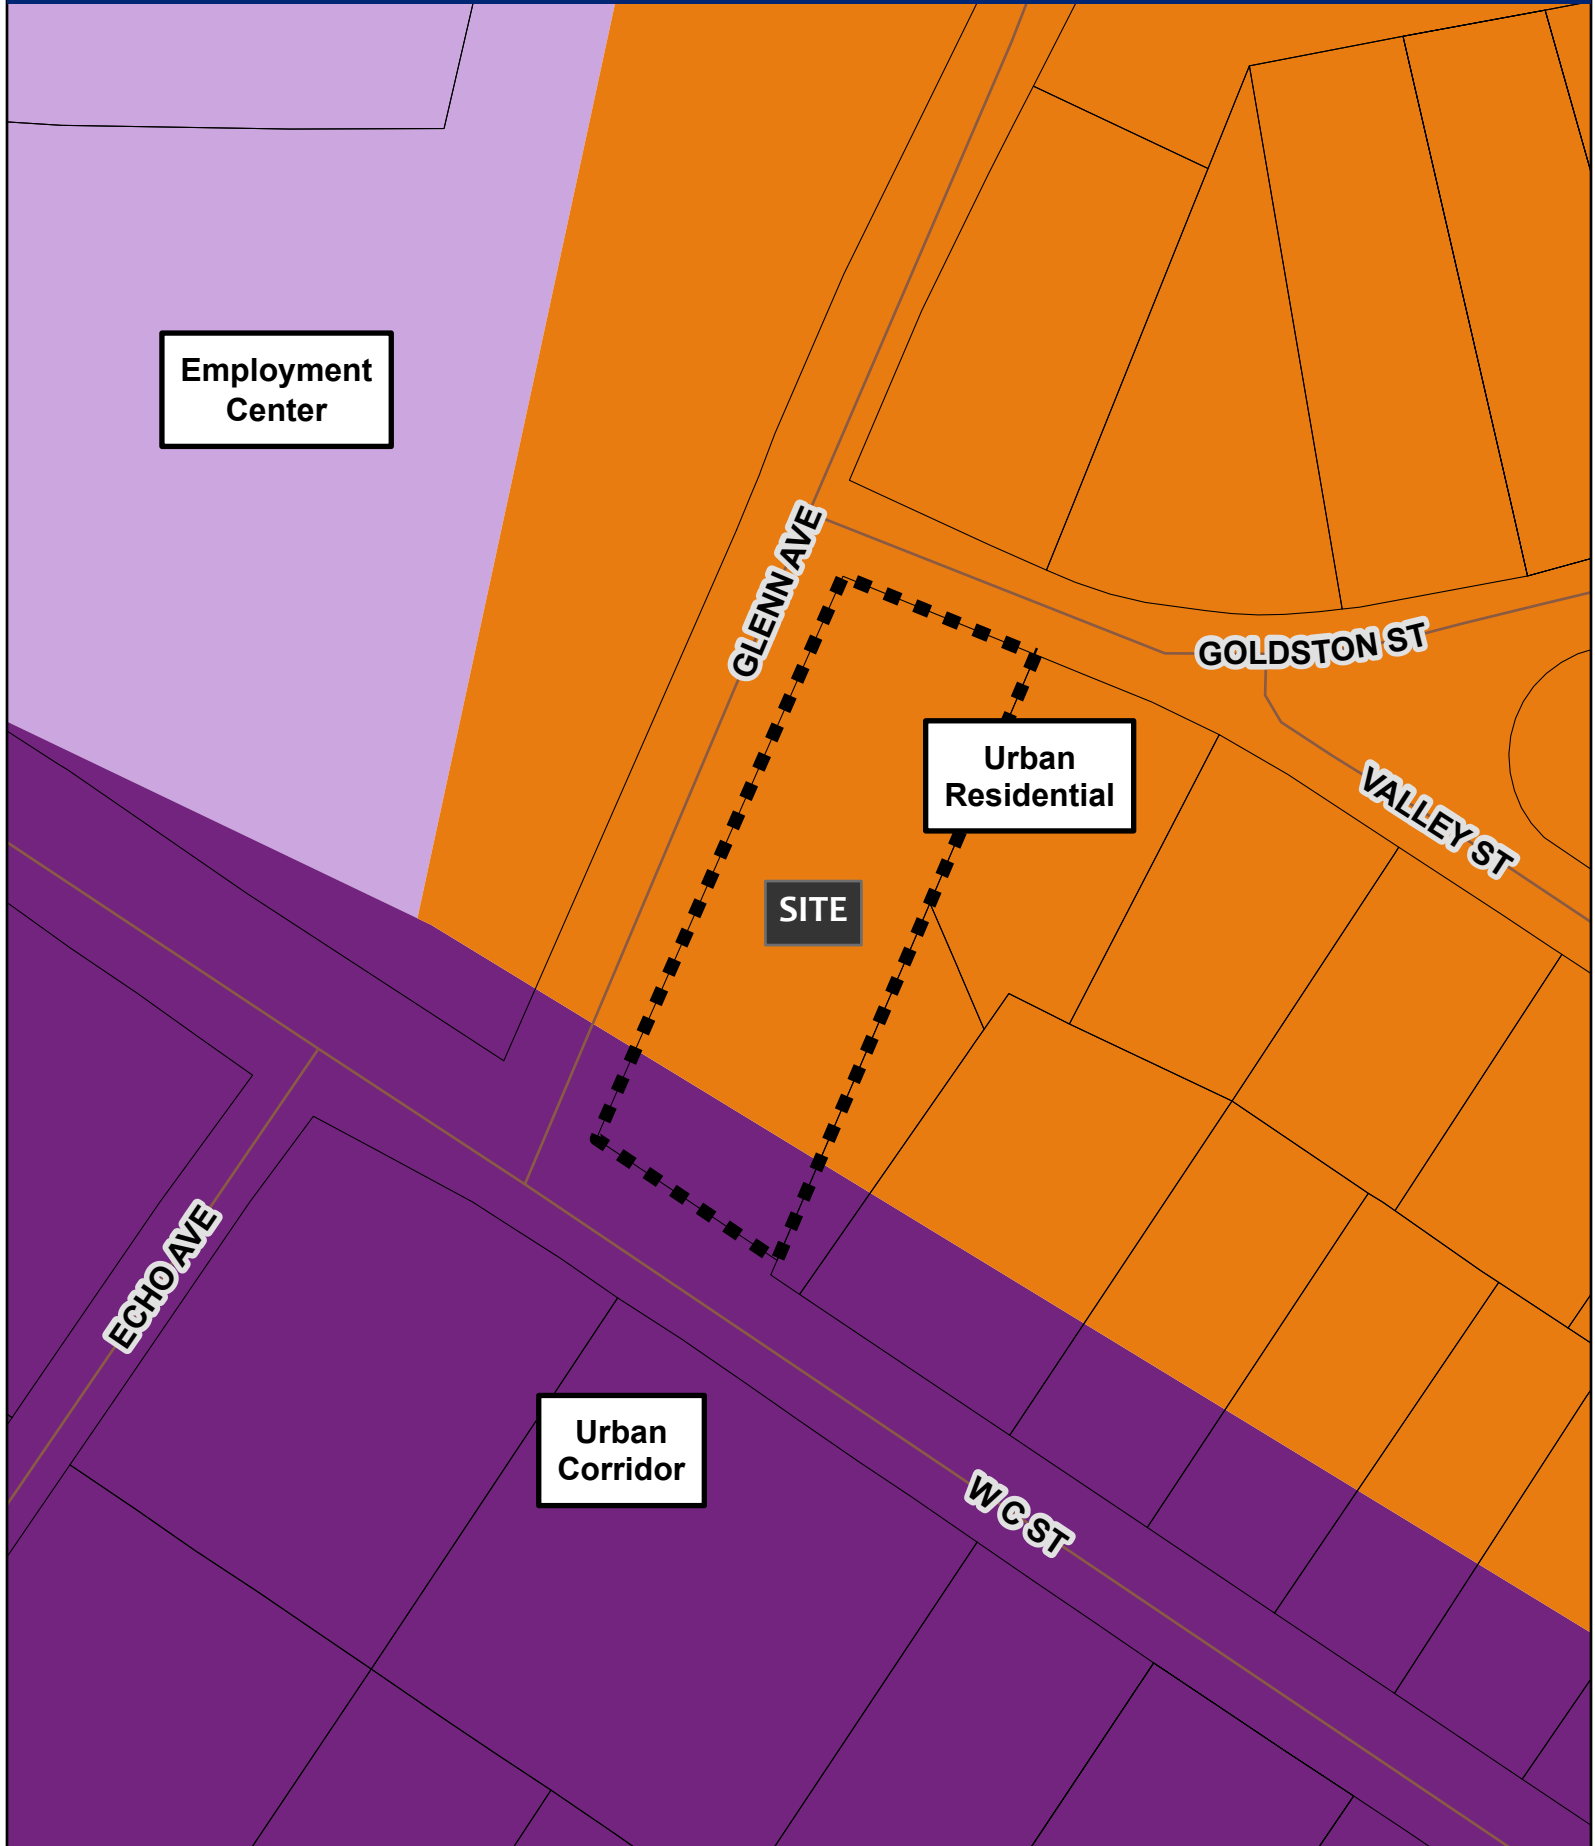 Employment
Center
GLENN AVE
GOLDSTON ST
Urban
Residential
VALLEY ST
SITE
ECHO AVE
Urban
Corridor
W C ST